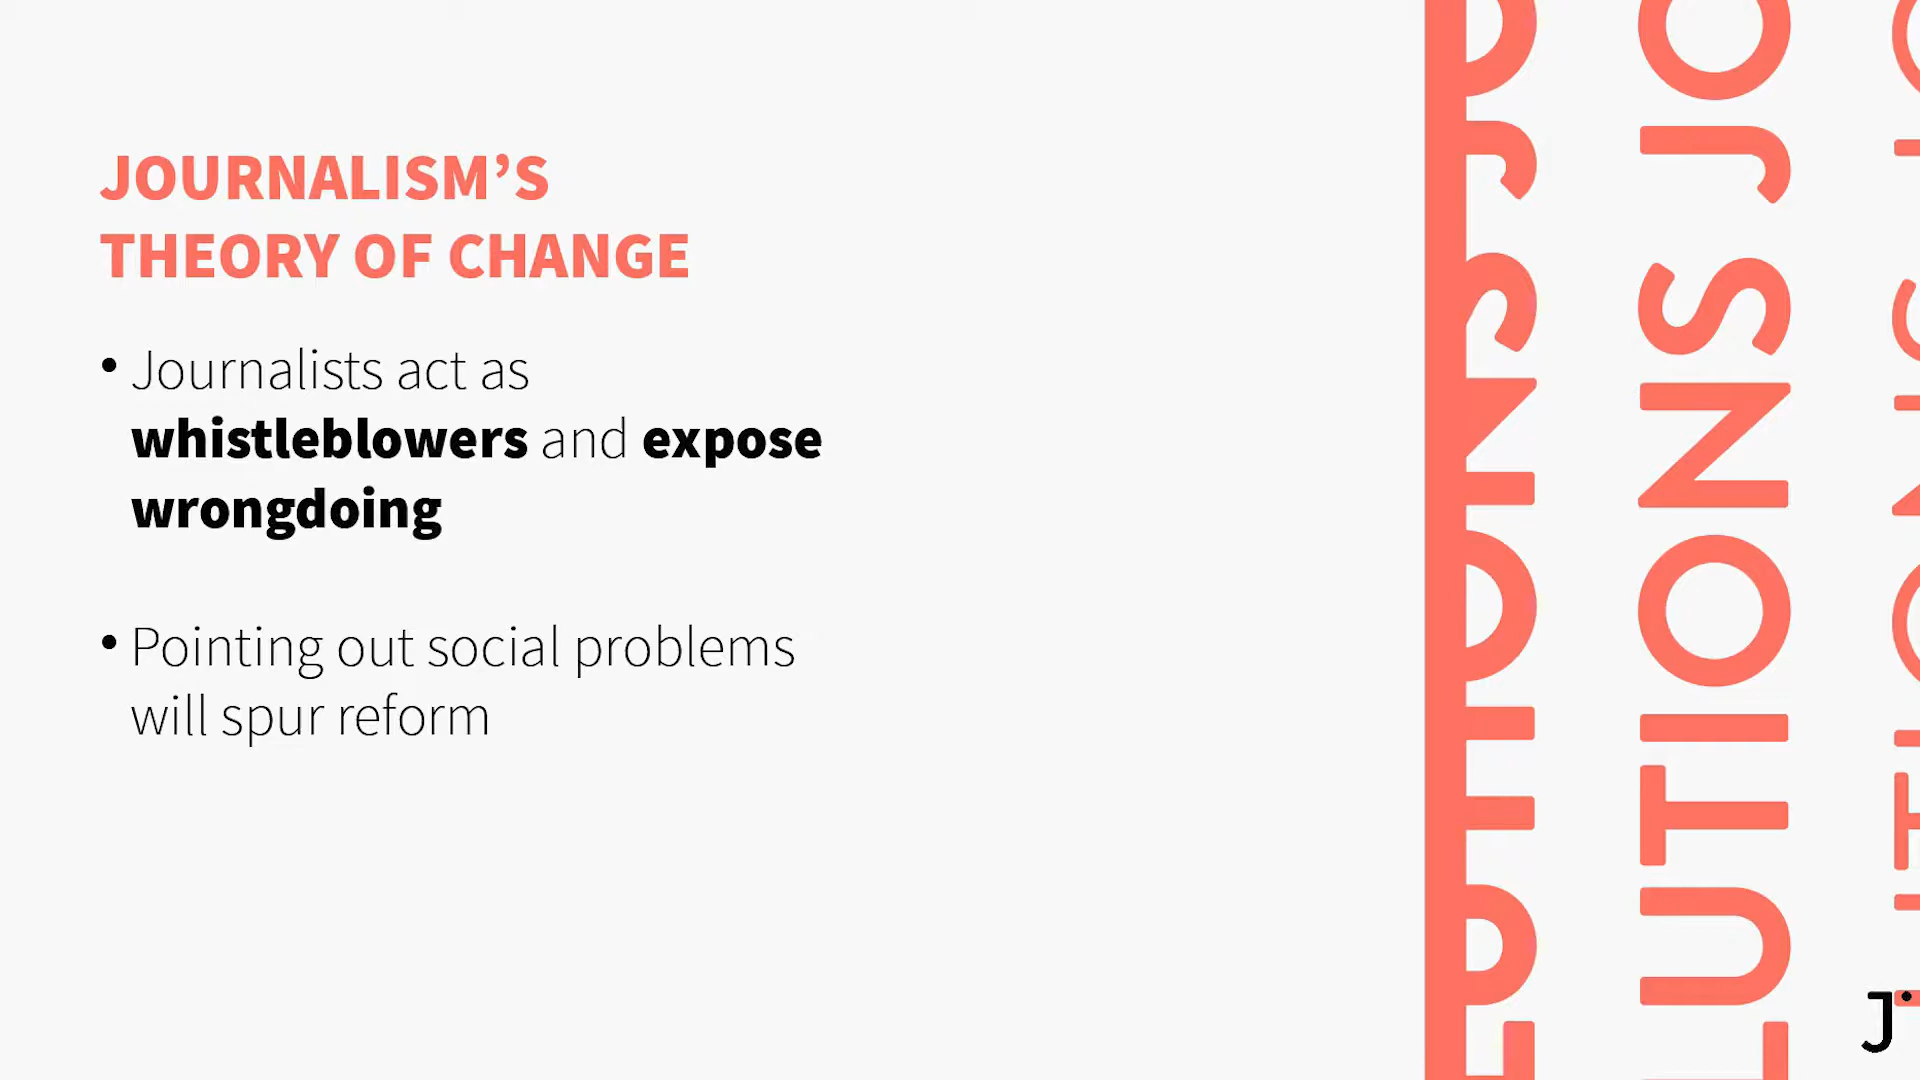 JOURNALISM’S
THEORY OF CHANGE
• Journalists act as
whistleblowers and expose
wrongdoing
• Pointing out social problems
will spur reform
LUTIONS JO
J